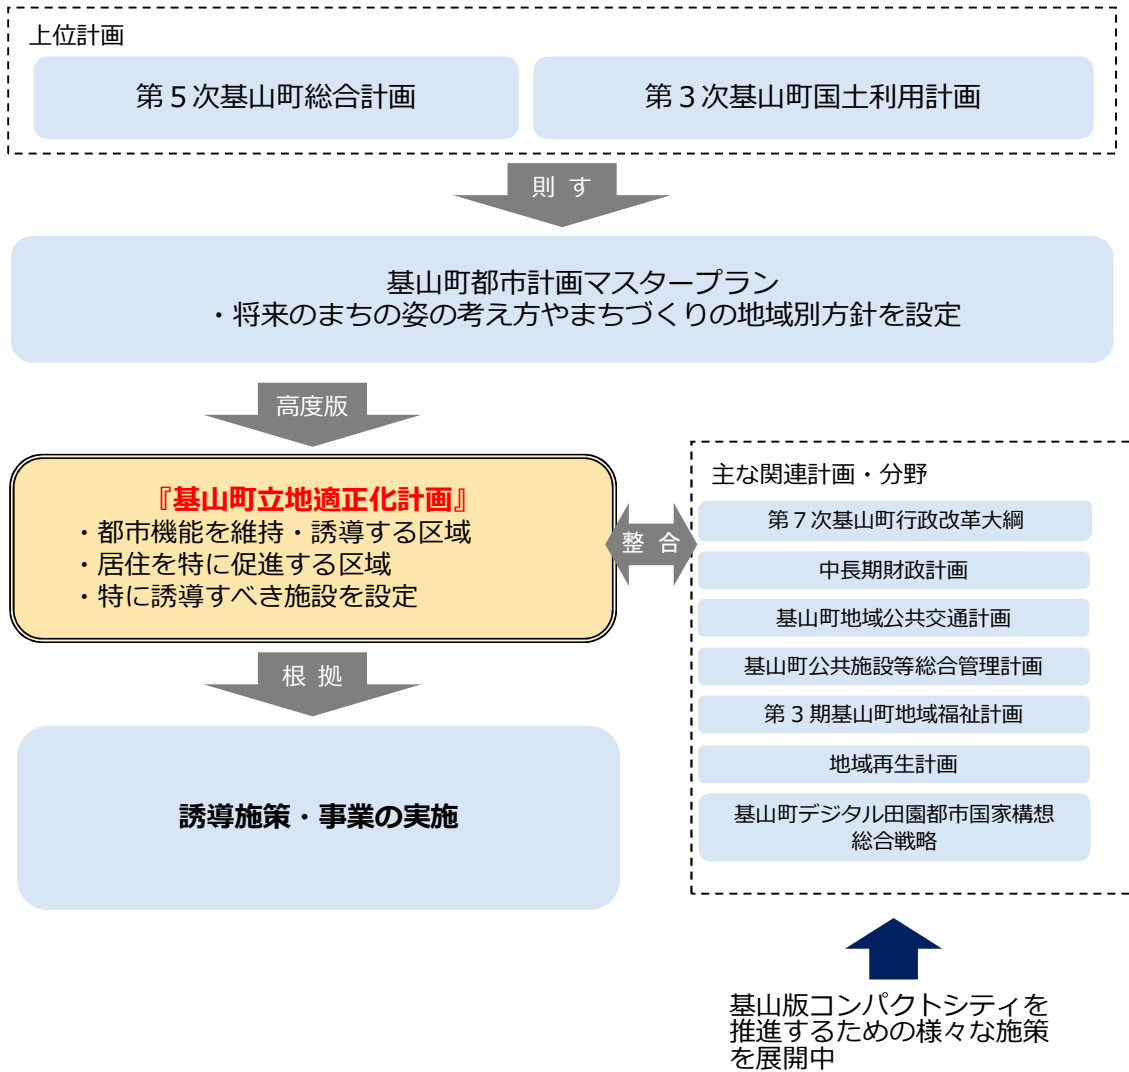 上位計画
第５次基山町総合計画
第３次基山町国土利用計画
則 す
基山町都市計画マスタープラン
・将来のまちの姿の考え方やまちづくりの地域別方針を設定
高度版
『基山町立地適正化計画』
・都市機能を維持・誘導する区域
・居住を特に促進する区域
・特に誘導すべき施設を設定
整 合
主な関連計画・分野
第７次基山町行政改革大綱
中長期財政計画
基山町地域公共交通計画
基山町公共施設等総合管理計画
第３期基山町地域福祉計画
地域再生計画
基山町デジタル田園都市国家構想
総合戦略
根 拠
誘導施策・事業の実施
基山版コンパクトシティを
推進するための様々な施策
を展開中